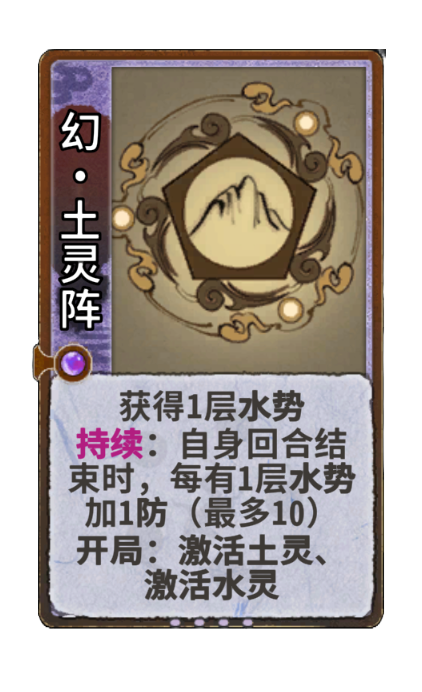 幻·土灵阵
获得1层水势
持续：自身回合结
束时，每有1层水势
加1防（最多10）
开局：激活土灵、
激活水灵